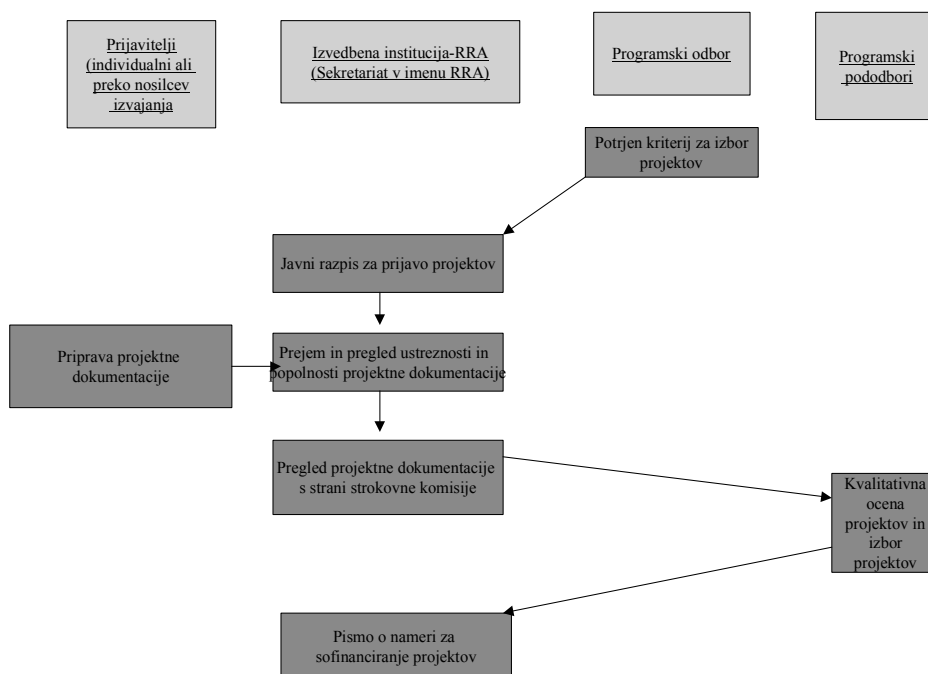 Prijavitelji
(individualni ali
preko nosilcev
izvajanja
Izvedbena institucija-RRA
(Sekretariat v imenu RRA)
Programski odbor
Programski
pododbori
Potrjen kriterij za izbor
projektov
Javni razpis za prijavo projektov
Priprava projektne
dokumentacije
Prejem in pregled ustreznosti in
popolnosti projektne dokumentacije
Pregled projektne dokumentacije
s strani strokovne komisije
Kvalitativna
ocena
projektov in
izbor
projektov
Pismo o nameri za
sofinanciranje projektov